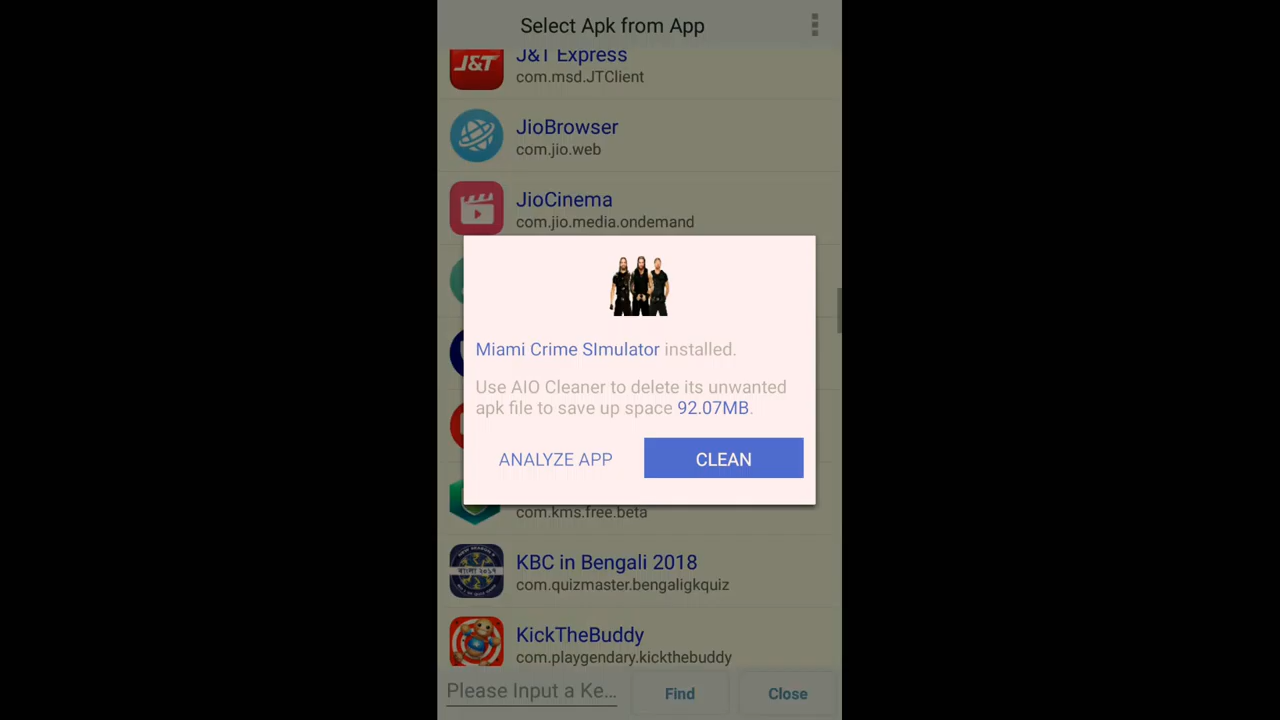 Select Apk from App
J&T
J&T Express
com.msd.JTClient
JioBrowser
com.jio.web
JioCinema
com.jio.media.ondemand
Miami Crime SImulator installed.
Use AIO Cleaner to delete its unwanted
apk file to save up space 92.07MB.
ANALYZE APP
CLEAN
com.kms.free.beta
KBC in Bengali 2018
com.quizmaster.bengaligkquiz
KickTheBuddy
com.playgendary.kickthebuddy
Please Input a Ke...
Find
Close